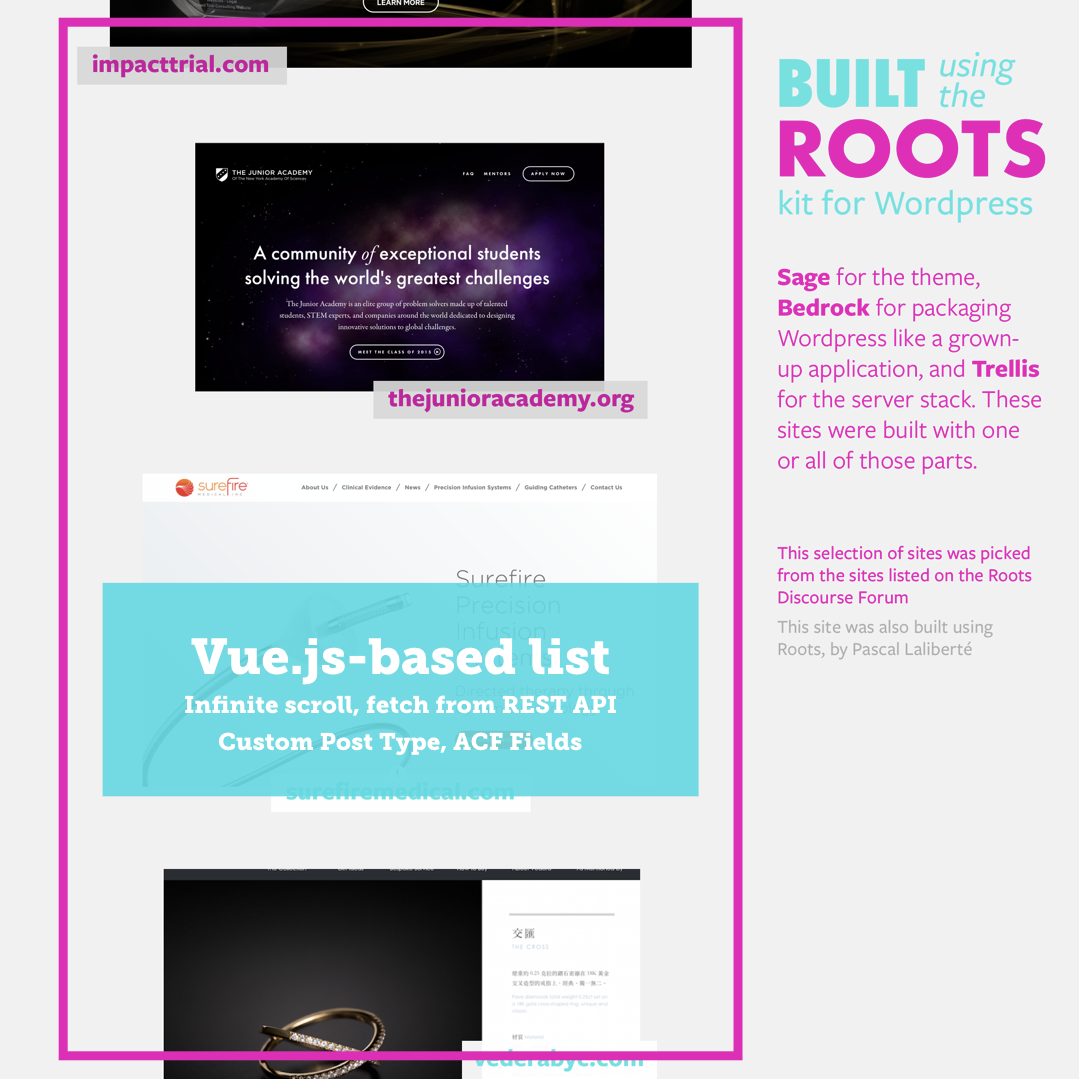 LEARN MORE
impacttrial.com
THE JUNIOR ACADEMY
Of The New York Academy Of Sciences
FAQ MENTORS APPLY NOW
A community of exceptional students
solving the world's greatest challenges
The Junior Academy is an elite group of problem solvers made up of talented
students, STEM experts, and companies around the world dedicated to designing
innovative solutions to global challenges.
MEET THE CLASS OF 2015
thejunioracademy.org
surefire
MEDICAL, INC
About Us / Clinical Evidence / News / Precision Infusion Systems / Guiding Catheters / Contact Us
Surefire
Precision
Infusion
Vue.js-based list
Directed therapy through
Infinite scroll, fetch from REST API
Custom Post Type, ACF Fields
surefiremedical.com
交匯
THE CROSS
材質
vederabyc.com
BUILT using
the
ROOTS
kit for Wordpress
Sage for the theme,
Bedrock for packaging
Wordpress like a grown-
up application, and Trellis
for the server stack. These
sites were built with one
or all of those parts.
This selection of sites was picked
from the sites listed on the Roots
Discourse Forum
This site was also built using
Roots, by Pascal Laliberté